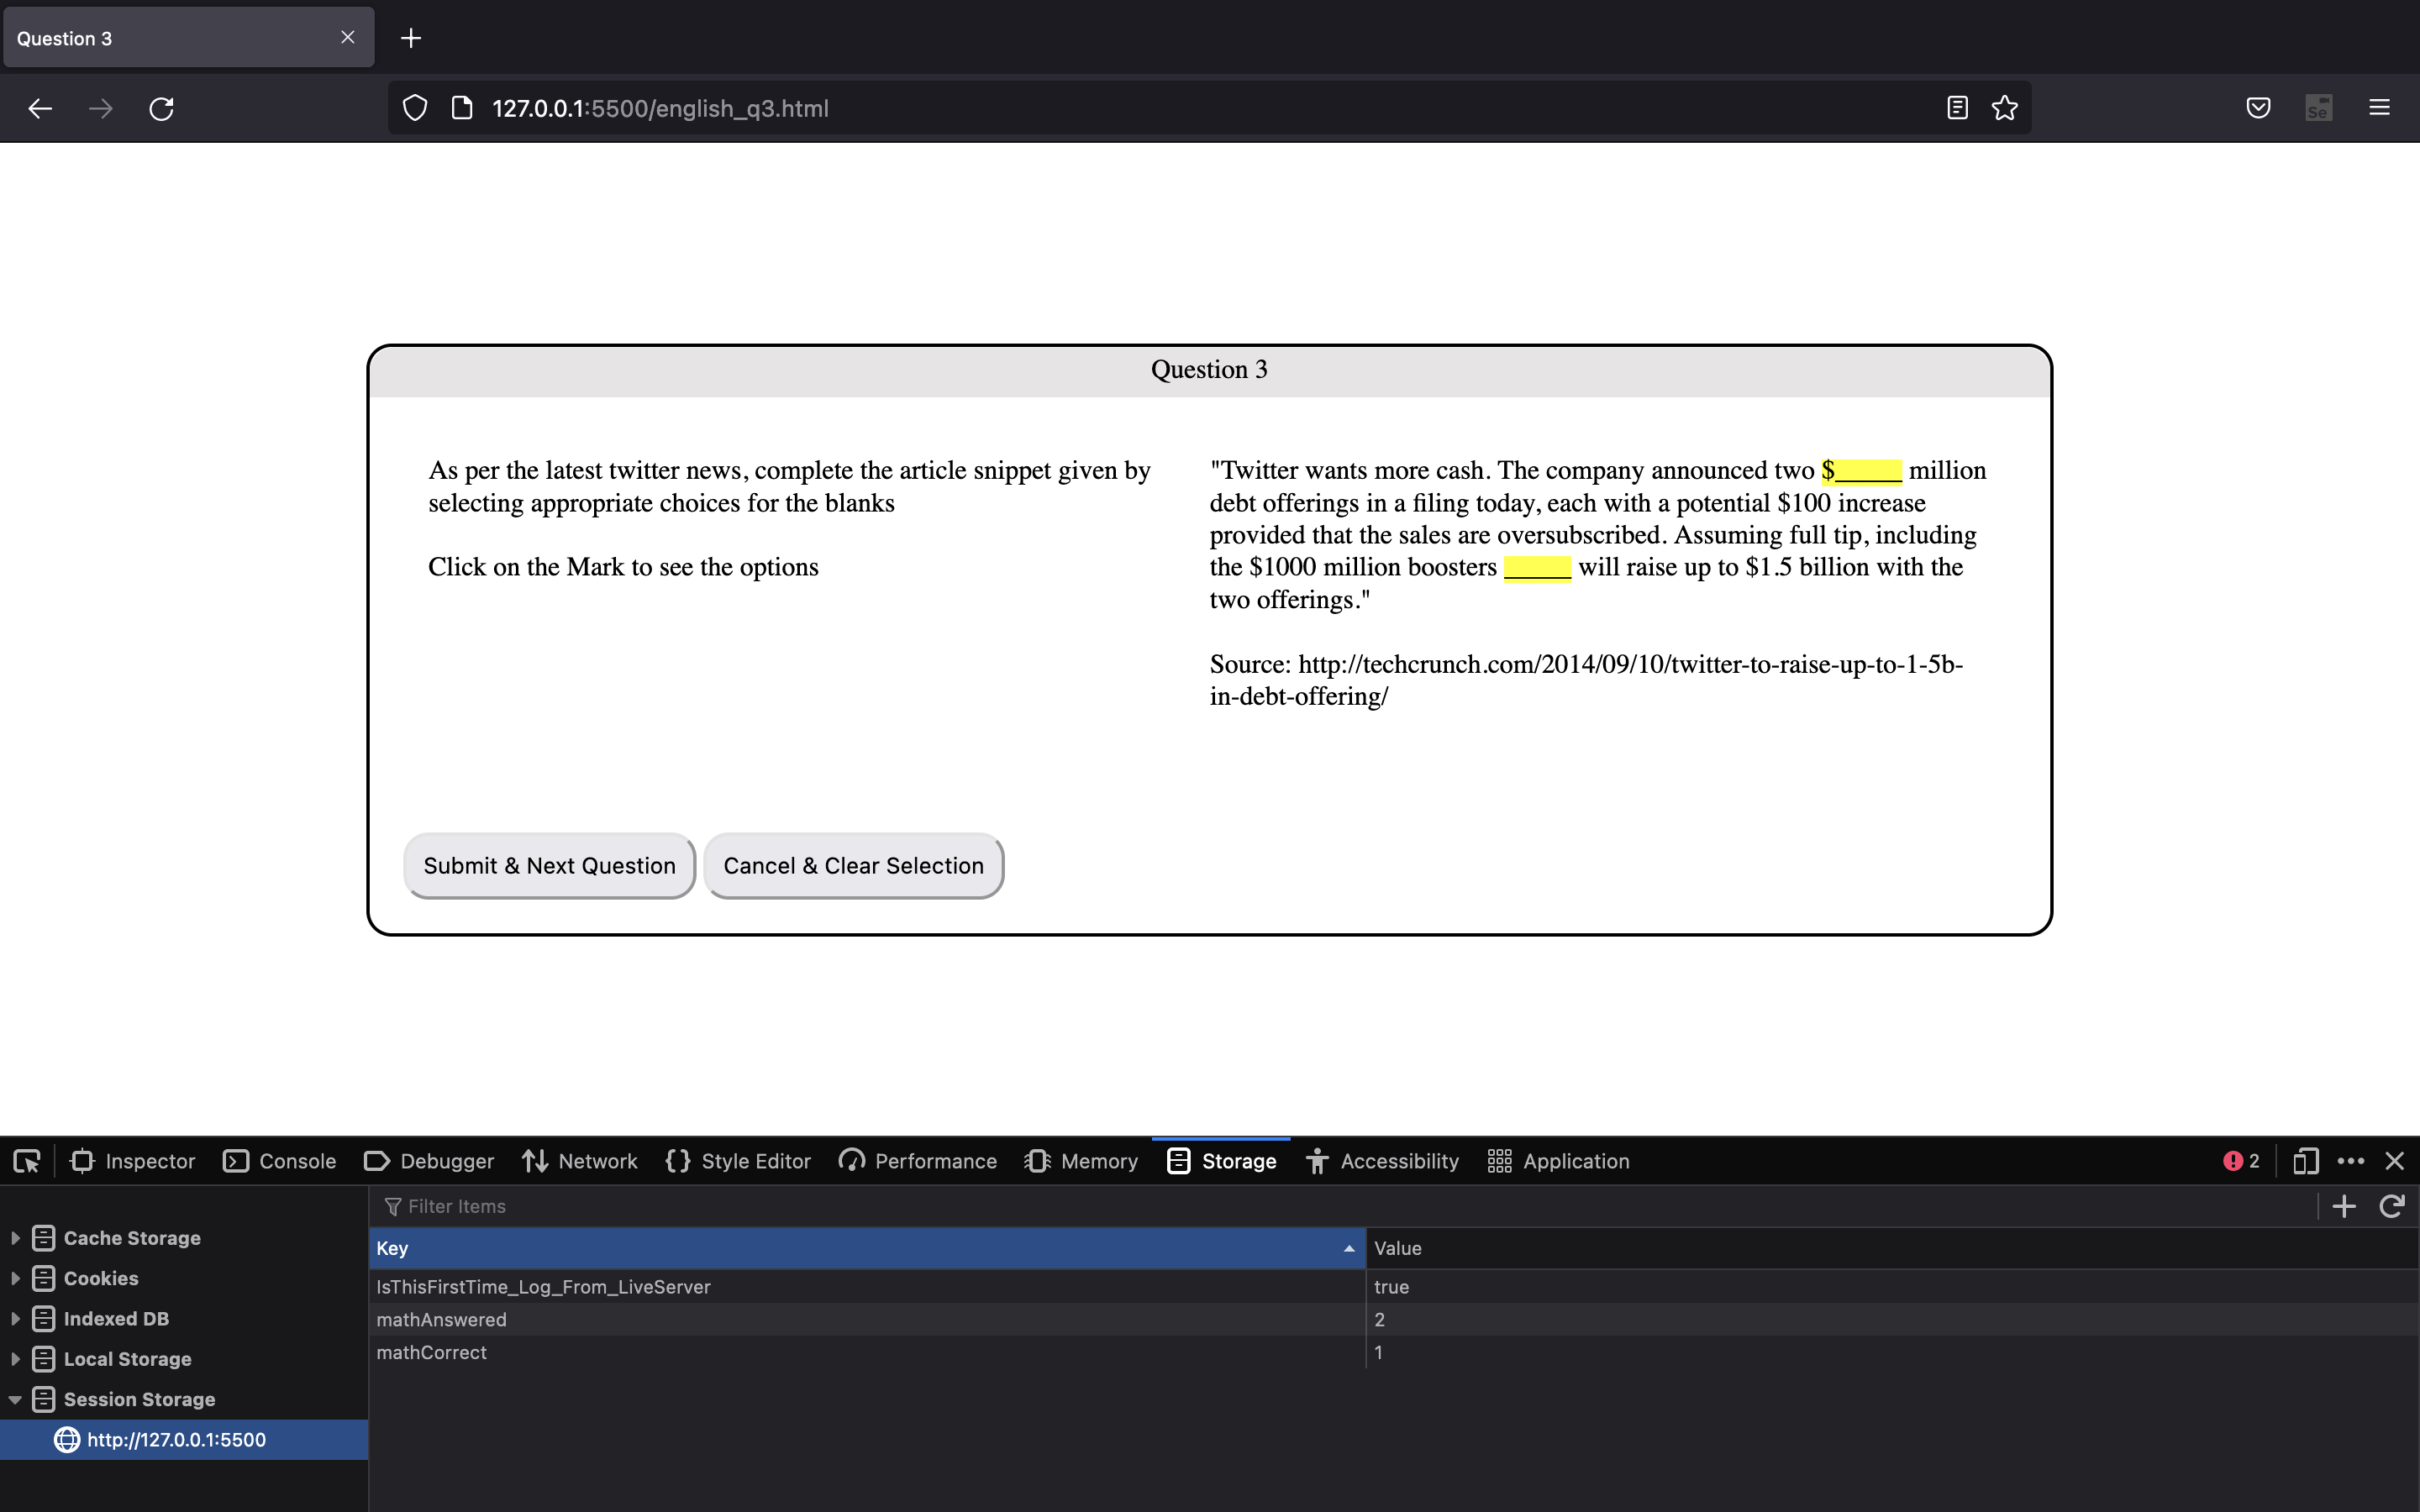 Question 3
127.0.0.1:5500/english_q3.html
Se
Question 3
As per the latest twitter news, complete the article snippet given by
selecting appropriate choices for the blanks
Click on the Mark to see the options
"Twitter wants more cash. The company announced two $_____ million
debt offerings in a filing today, each with a potential $100 increase
provided that the sales are oversubscribed. Assuming full tip, including
the $1000 million boosters _____ will raise up to $1.5 billion with the
two offerings."
Source: http://techcrunch.com/2014/09/10/twitter-to-raise-up-to-1-5b-
in-debt-offering/
Submit & Next Question
Cancel & Clear Selection
Inspector Console Debugger Network Style Editor Performance Memory Storage Accessibility Application 2
Filter Items
Cache Storage
Cookies
Indexed DB
Local Storage
Session Storage
http://127.0.0.1:5500
Key Value
IsThisFirstTime_Log_From_LiveServer true
mathAnswered 2
mathCorrect 1